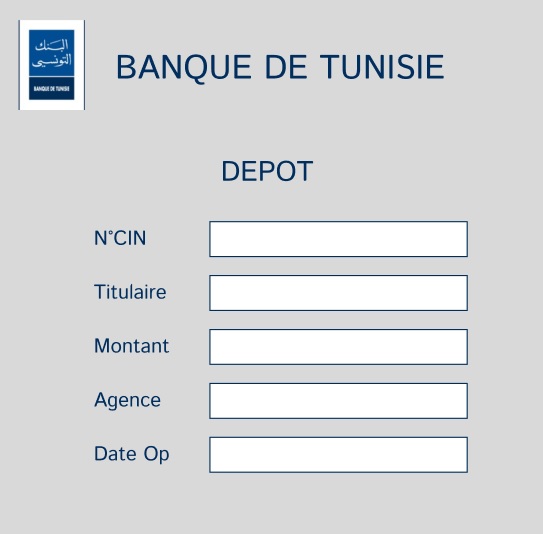 البنك
التونسي
BANQUE DE TUNISIE
BANQUE DE TUNISIE
DEPOT
N°CIN
Titulaire
Montant
Agence
Date Op